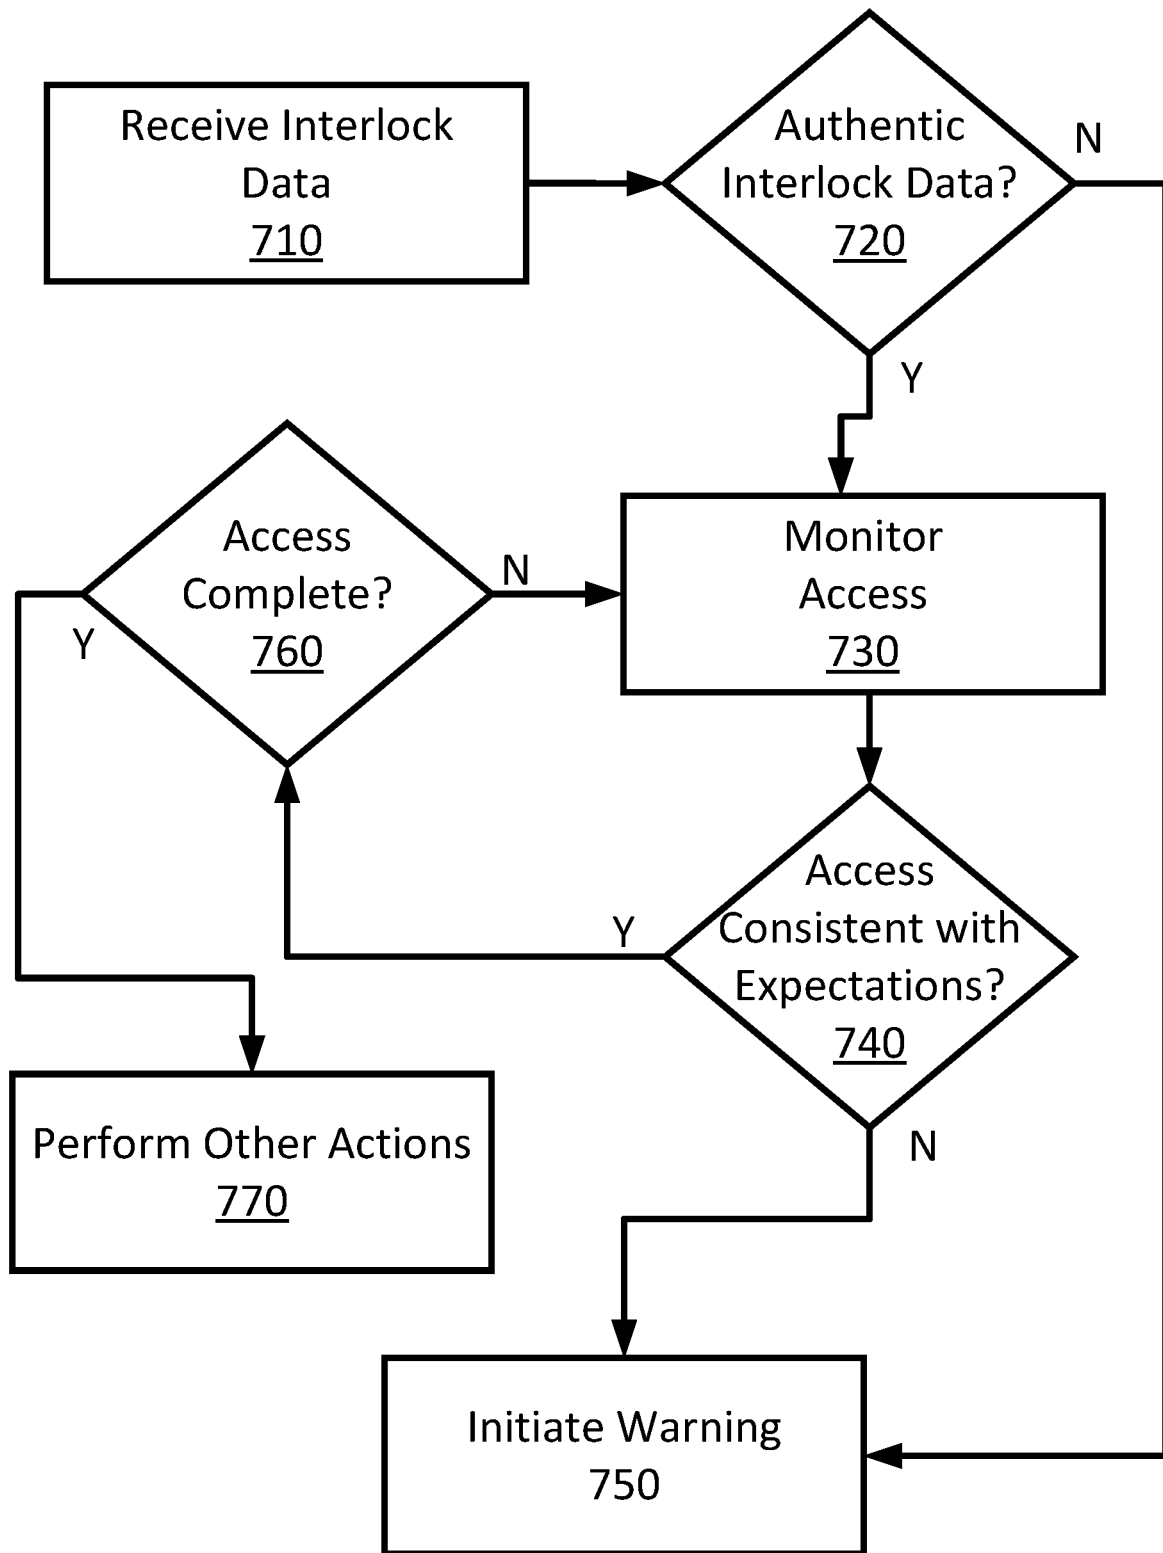 Receive Interlock
Data
710
Authentic
Interlock Data?
720
N
Y
Access
Complete?
760
N
Y
Monitor
Access
730
Access
Consistent with
Expectations?
740
Y
N
Perform Other Actions
770
Initiate Warning
750